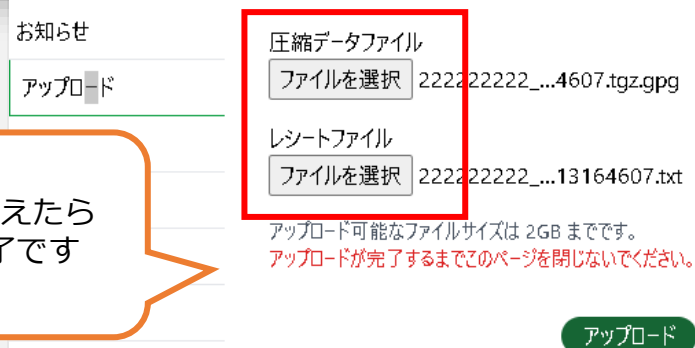 お知らせ
アップロード
えたら
了です
圧縮データファイル
ファイルを選択 222222222_...4607.tgz.gpg
レシートファイル
ファイルを選択 222222222_...13164607.txt
アップロード可能なファイルサイズは 2GB までです。
アップロードが完了するまでこのページを閉じないでください。
アップロード